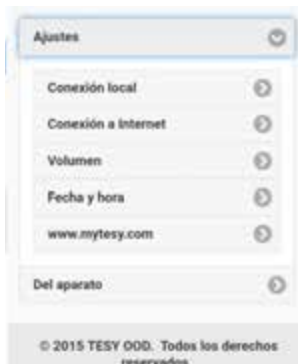 Ajustes
Conexión local
Conexión a Internet
Volumen
Fecha y hora
www.mytesy.com
Del aparato
© 2015 TESY OOD. Todos los derechos
reservados